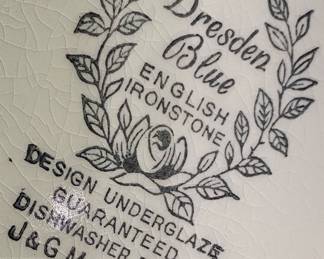 Dresden
Blue
ENGLISH
IRONSTONE
DESIGN UNDERGLAZE
GUARANTEED
DISHWASHER
J&G